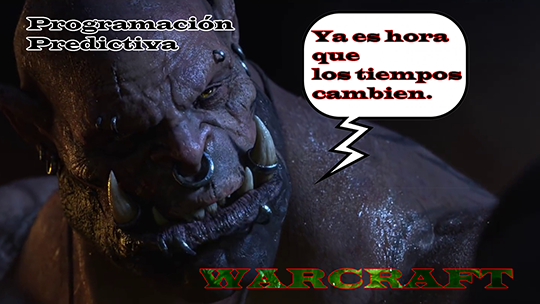 Programación
Predictiva
Ya es hora
que
los tiempos
cambien.
WARCRAFT